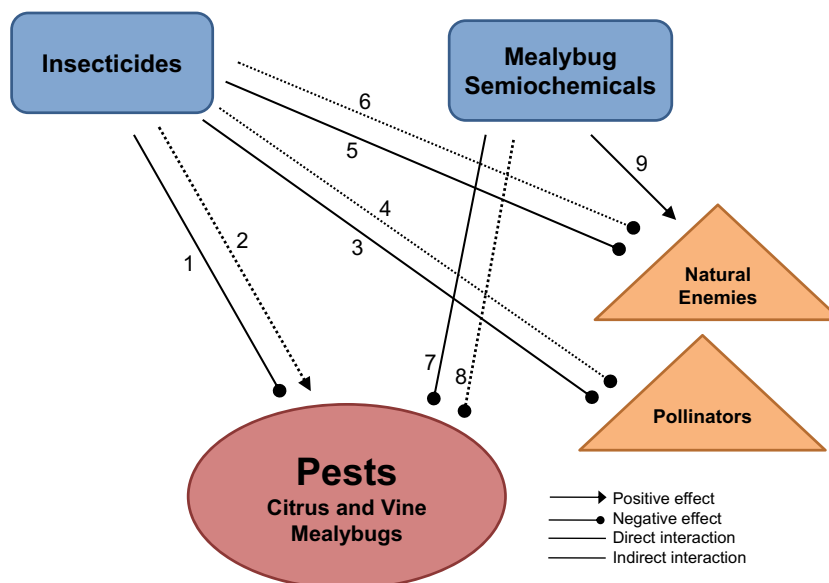 Insecticides
Mealybug
Semiochemicals
6
5
9
4
3
2
1
7
8
Natural
Enemies
Pollinators
Pests
Citrus and Vine
Mealybugs
Positive effect
Negative effect
Direct interaction
Indirect interaction